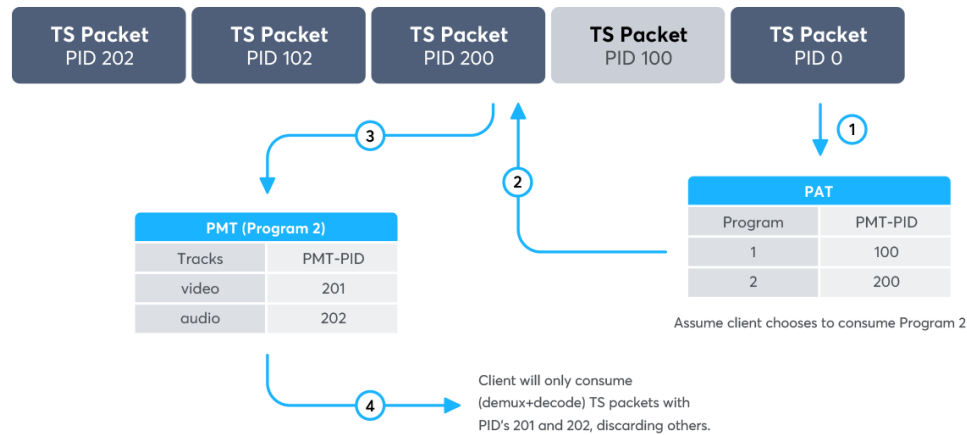 TS Packet
PID 202
TS Packet
PID 102
TS Packet
PID 200
TS Packet
PID 100
TS Packet
PID 0
1
3
2
PAT
Program PMT-PID
1 100
2 200
Assume client chooses to consume Program 2
PMT (Program 2)
Tracks PMT-PID
video 201
audio 202
4
Client will only consume
(demux+decode) TS packets with
PID's 201 and 202, discarding others.